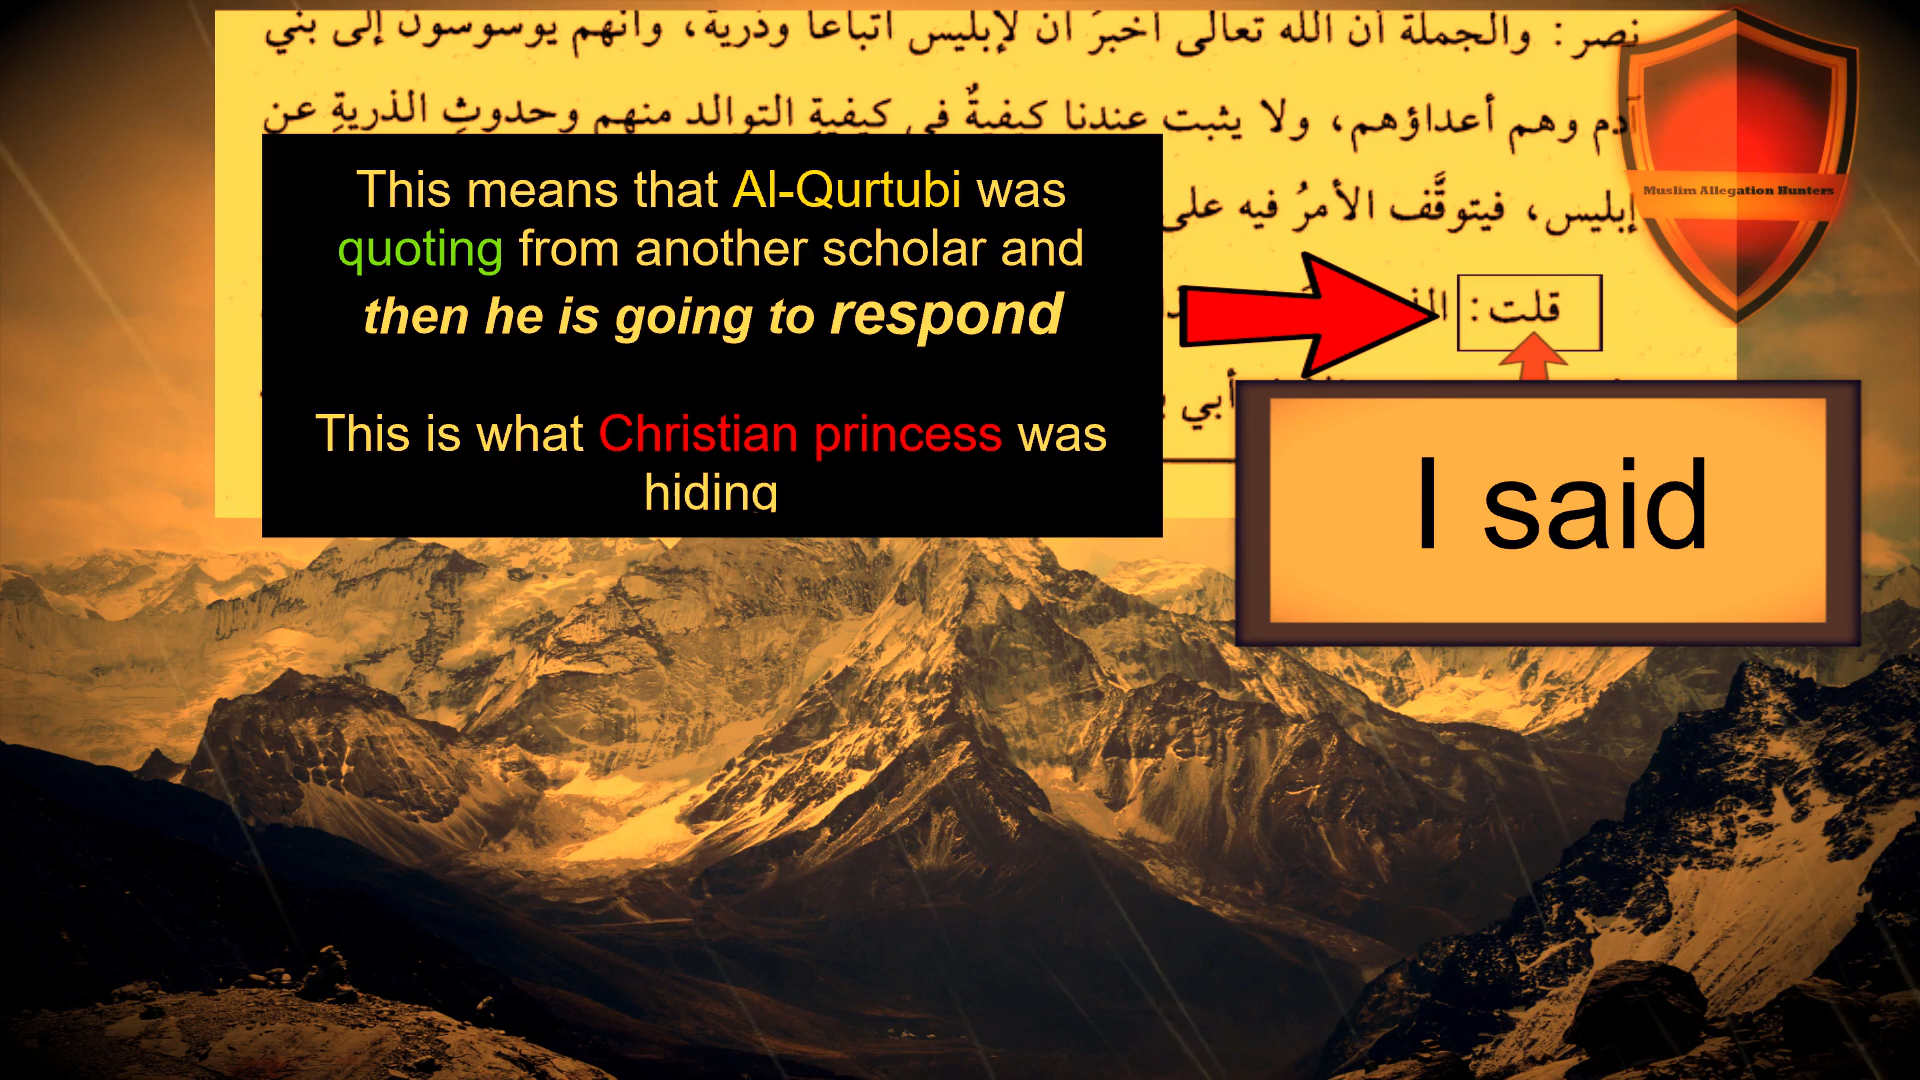 نصر : والجملة أن الله تعالى أخبرَ أن لإبليس أتباعاً وذرية، وأنهم يوسوسون إلى بني
آدم وهم أعداؤهم، ولا يثبت عندنا كيفيةٌ في كيفيةِ التوالد منهم وحدوثِ الذريةِ عن
إبليس، فيتوقَّف الأمرُ فيه على
قلت :
أبي
Muslim Allegation Hunters
This means that Al-Qurtubi was
quoting from another scholar and
then he is going to respond
This is what Christian princess was
hiding
I said